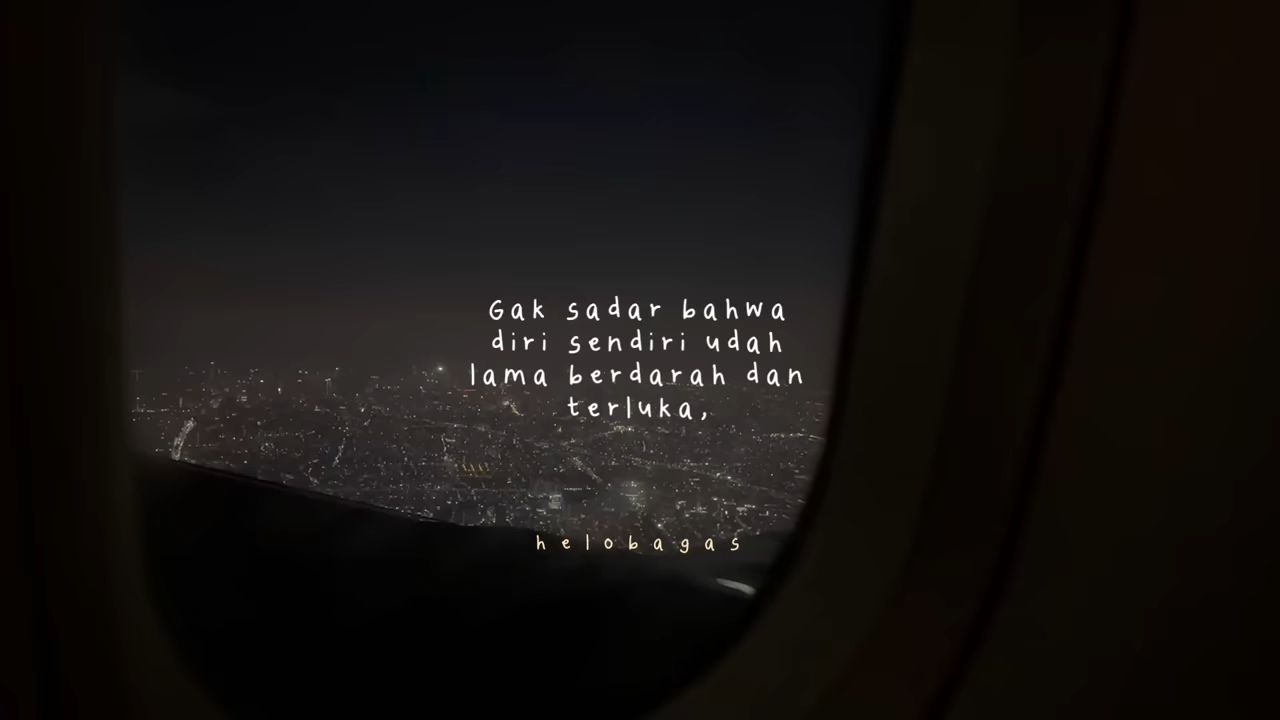 Gak sadar bahwa
diri sendiri udah
lama berdarah dan
terluka,
helobagas